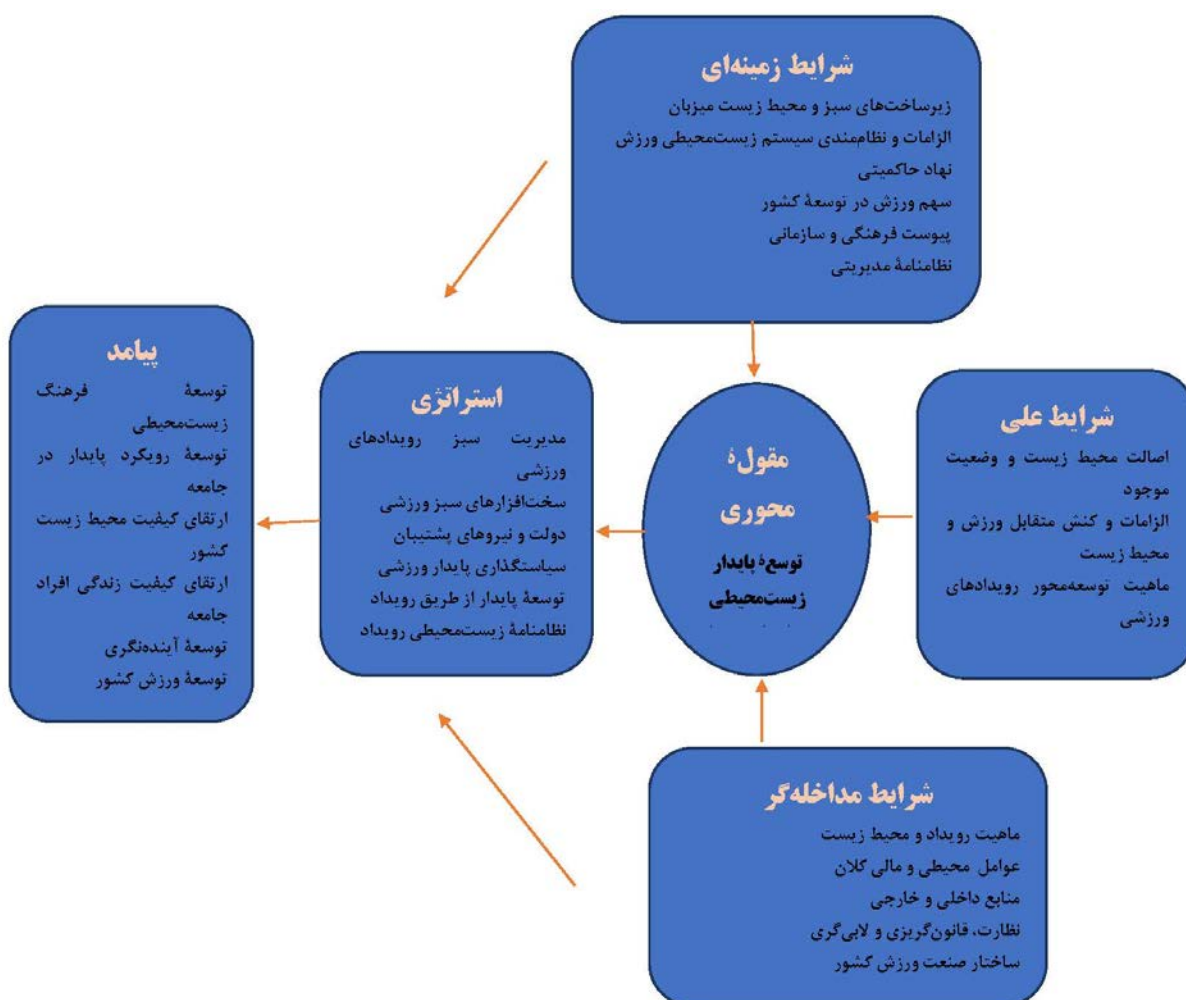 شرایط زمینه‌ای
زیرساخت‌های سبز و محیط زیست میزبان
الزامات و نظام‌مندی سیستم زیست‌محیطی ورزش
نهاد حاکمیتی
سهم ورزش در توسعهٔ کشور
پیوست فرهنگی و سازمانی
نظامنامهٔ مدیریتی
شرایط علی
اصالت محیط زیست و وضعیت
موجود
الزامات و کنش متقابل ورزش و
محیط زیست
ماهیت توسعه‌محور رویدادهای
ورزشی
مقولهٔ
محوری
توسعهٔ پایدار
زیست‌محیطی
استراتژی
مدیریت سبز رویدادهای
ورزشی
سخت‌افزارهای سبز ورزشی
دولت و نیروهای پشتیبان
سیاستگذاری پایدار ورزشی
توسعهٔ پایدار از طریق رویداد
نظامنامهٔ زیست‌محیطی رویداد
پیامد
توسعهٔ فرهنگ
زیست‌محیطی
توسعهٔ رویکرد پایدار در
جامعه
ارتقای کیفیت محیط زیست
کشور
ارتقای کیفیت زندگی افراد
جامعه
توسعهٔ آینده‌نگری
توسعهٔ ورزش کشور
شرایط مداخله‌گر
ماهیت رویداد و محیط زیست
عوامل محیطی و مالی کلان
منابع داخلی و خارجی
نظارت، قانون‌گریزی و لابی‌گری
ساختار صنعت ورزش کشور